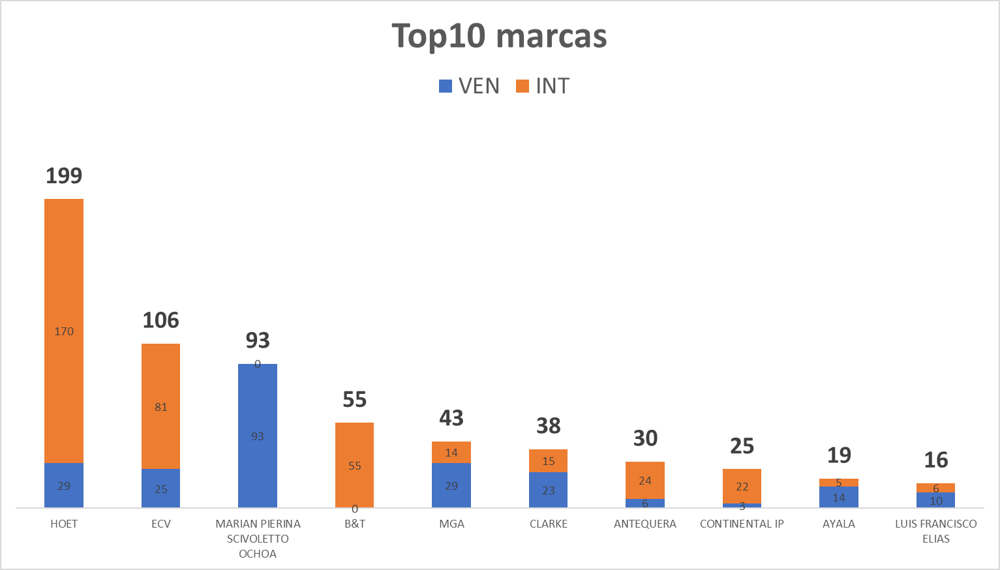 Top10 marcas
VEN INT
199
106
93
55
43
38
30
25
19
16
170
29
81
25
0
93
55
0
14
29
15
23
24
6
22
3
5
14
6
10
HOET
ECV
MARIAN PIERINA
SCIVOLETTO
OCHOA
B&T
MGA
CLARKE
ANTEQUERA
CONTINENTAL IP
AYALA
LUIS FRANCISCO
ELIAS